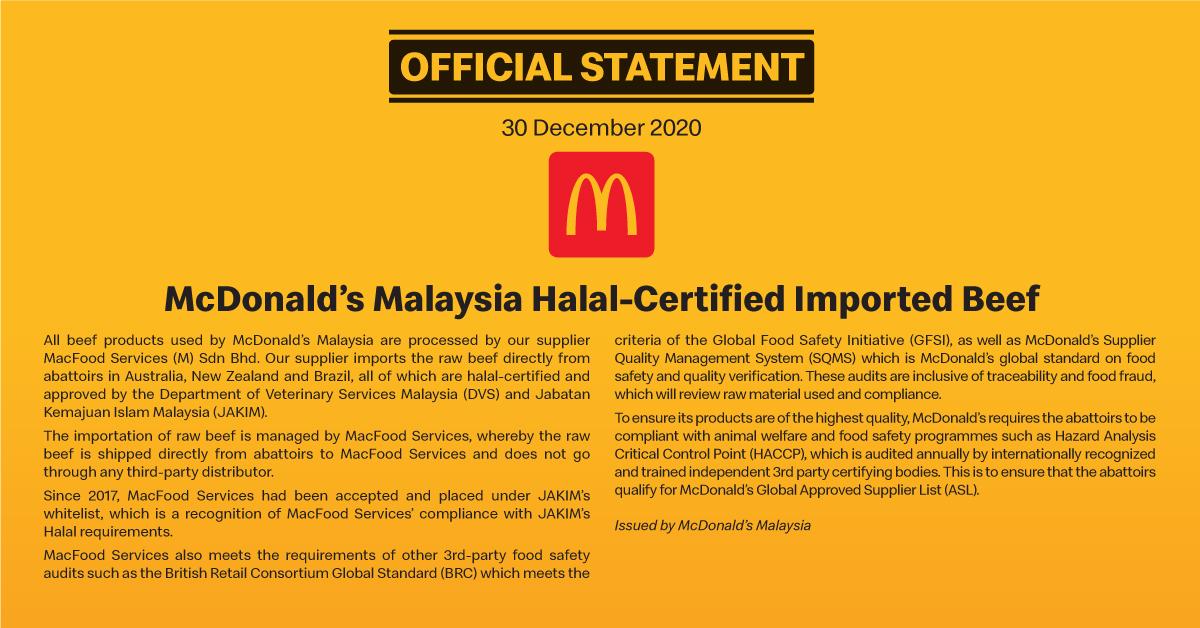 OFFICIAL STATEMENT
30 December 2020
McDonald's Malaysia Halal-Certified Imported Beef
All beef products used by McDonald's Malaysia are processed by our supplier
MacFood Services (M) Sdn Bhd. Our supplier imports the raw beef directly from
abattoirs in Australia, New Zealand and Brazil, all of which are halal-certified and
approved by the Department of Veterinary Services Malaysia (DVS) and Jabatan
Kemajuan Islam Malaysia (JAKIM).
The importation of raw beef is managed by MacFood Services, whereby the raw
beef is shipped directly from abattoirs to MacFood Services and does not go
through any third-party distributor.
Since 2017, MacFood Services had been accepted and placed under JAKIM's
whitelist, which is a recognition of MacFood Services' compliance with JAKIM's
Halal requirements.
MacFood Services also meets the requirements of other 3rd-party food safety
audits such as the British Retail Consortium Global Standard (BRC) which meets the
criteria of the Global Food Safety Initiative (GFSI), as well as McDonald's Supplier
Quality Management System (SQMS) which is McDonald's global standard on food
safety and quality verification. These audits are inclusive of traceability and food fraud,
which will review raw material used and compliance.
To ensure its products are of the highest quality, McDonald's requires the abattoirs to be
compliant with animal welfare and food safety programmes such as Hazard Analysis
Critical Control Point (HACCP), which is audited annually by internationally recognized
and trained independent 3rd party certifying bodies. This is to ensure that the abattoirs
qualify for McDonald's Global Approved Supplier List (ASL).
Issued by McDonald's Malaysia